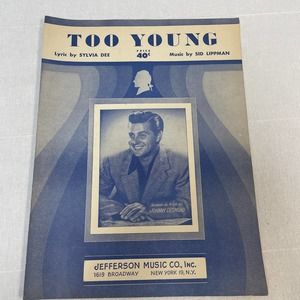 TOO YOUNG
Lyric by SYLVIA DEE
PRICE
40¢
Music by SID LIPPMAN
JOHNNY DESMOND
JEFFERSON MUSIC CO., INC.
1619 BROADWAY NEW YORK 19, N.Y.